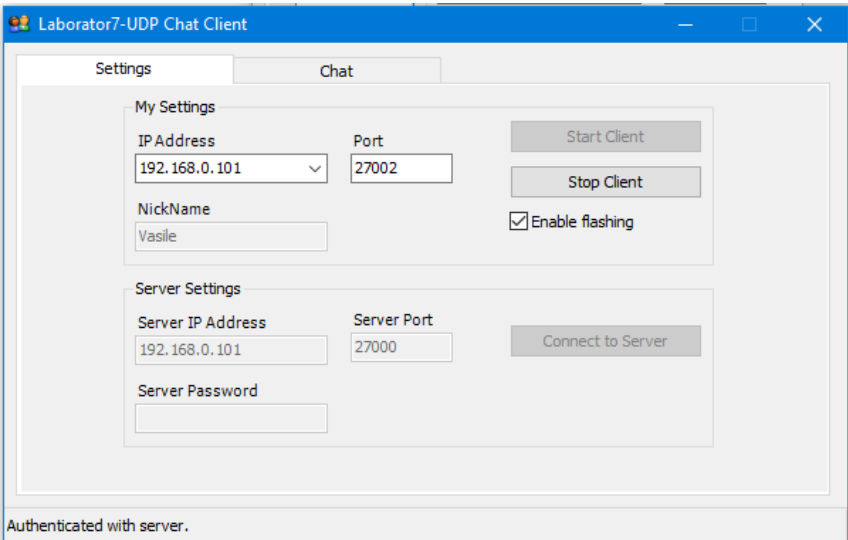 Laborator7-UDP Chat Client
Settings
Chat
My Settings
IP Address
Port
192.168.0.101
27002
NickName
Vasile
Start Client
Stop Client
Enable flashing
Server Settings
Server IP Address
Server Port
192.168.0.101
27000
Connect to Server
Server Password
Authenticated with server.